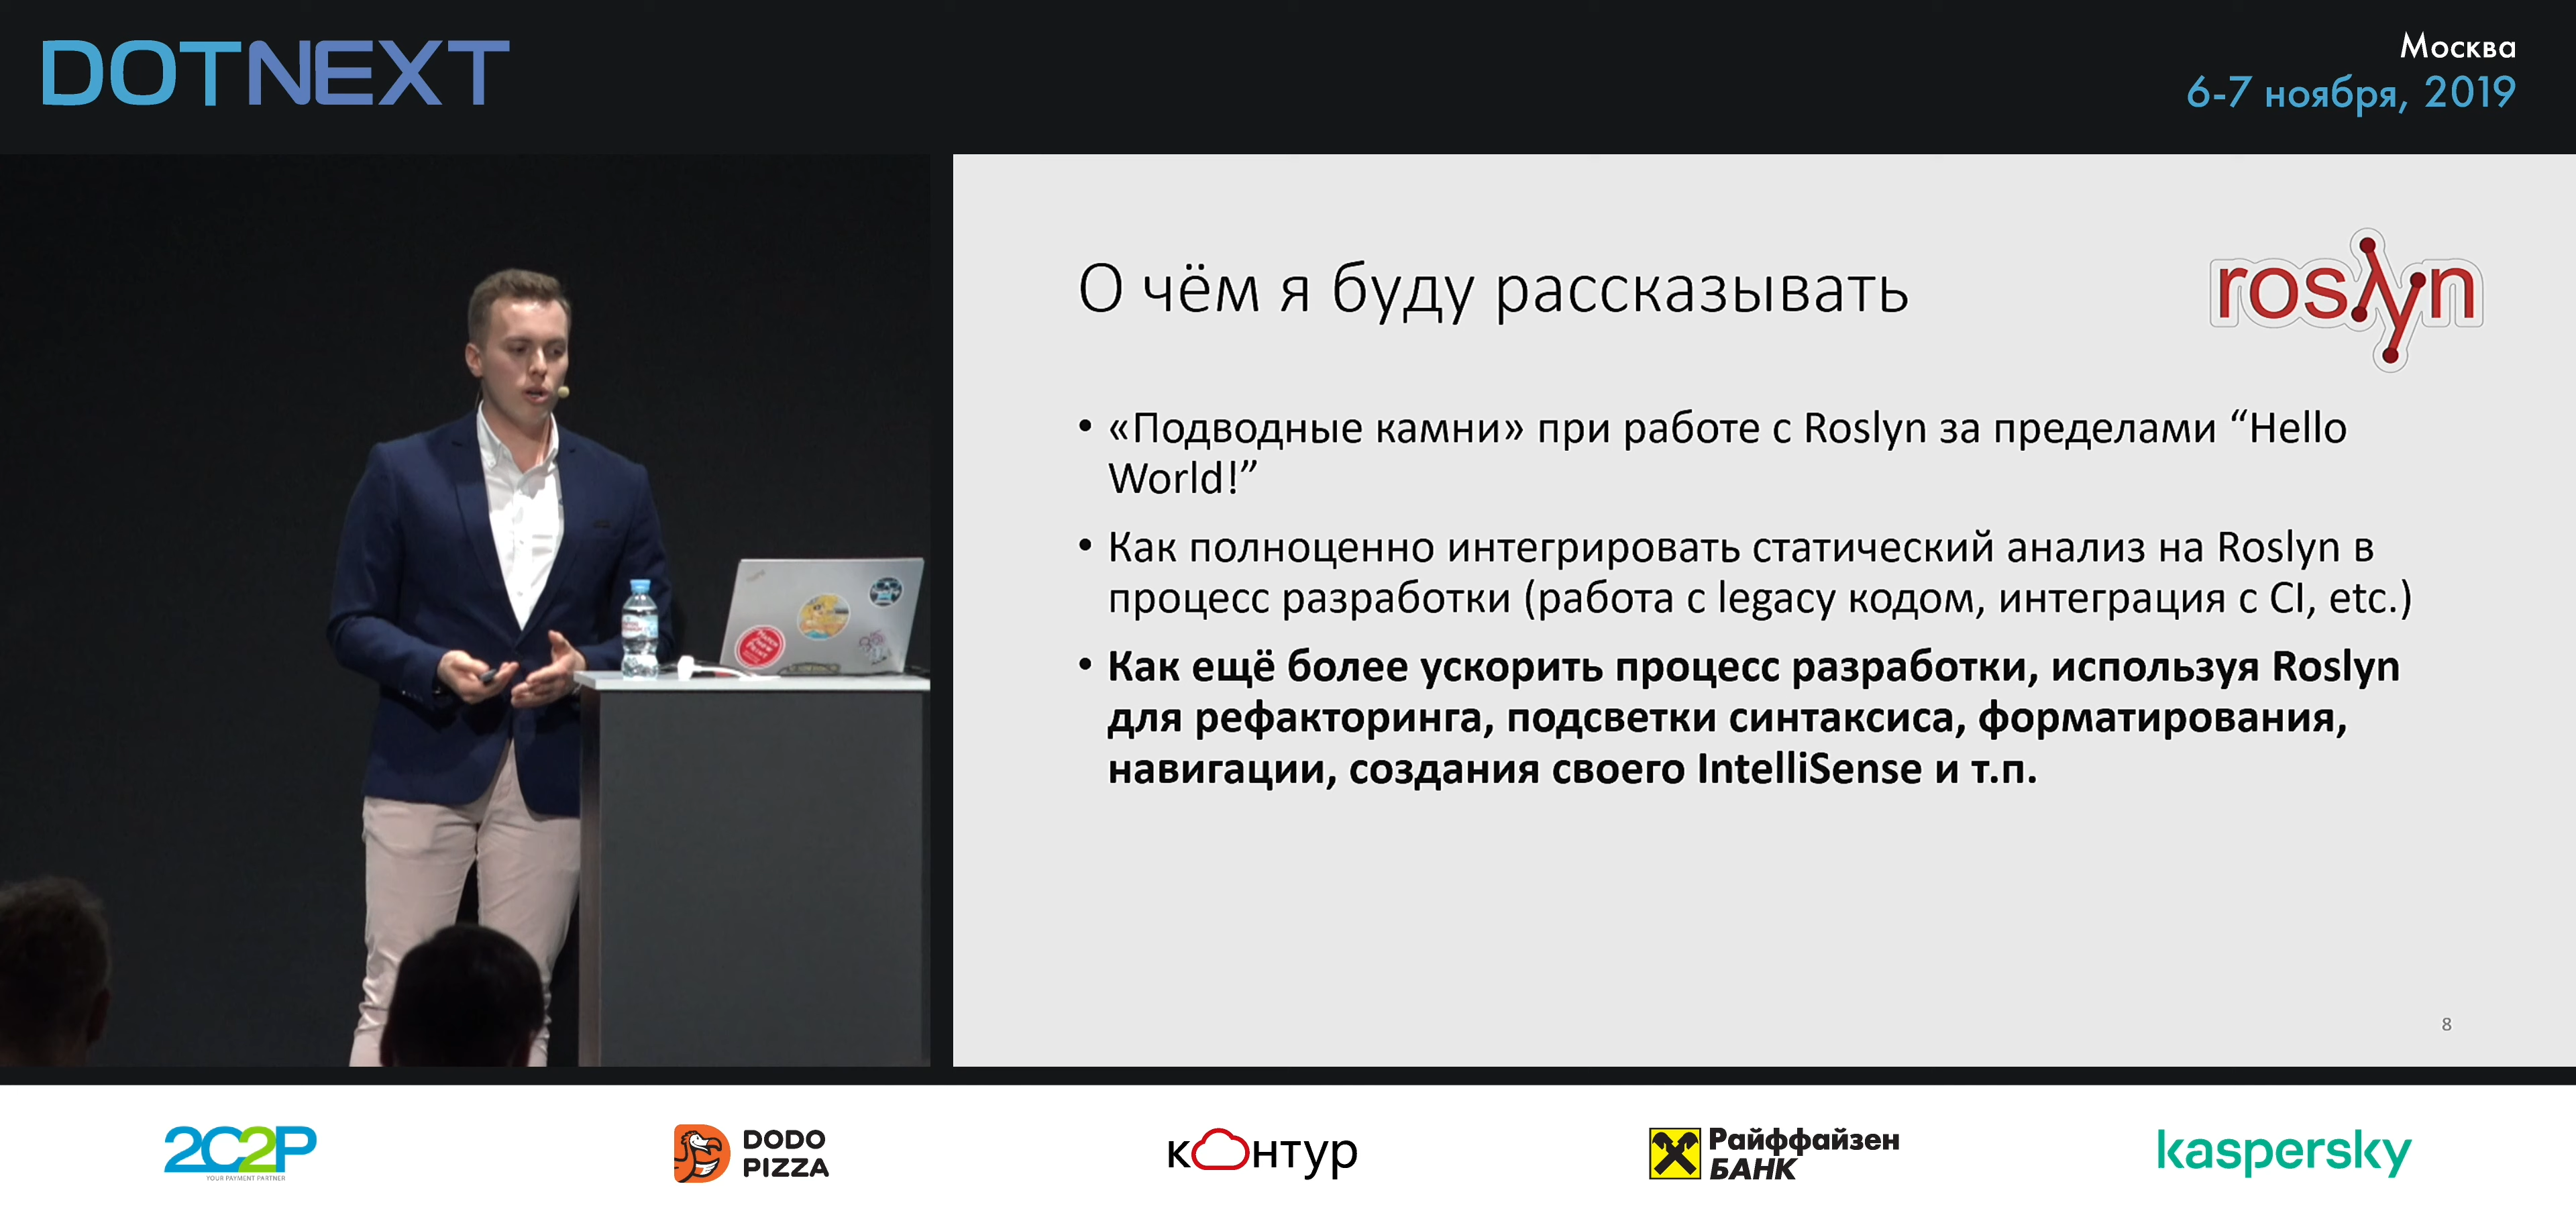 DOTNEXT
Москва
6-7 ноября, 2019
О чём я буду рассказывать
roslyn
• «Подводные камни» при работе с Roslyn за пределами “Hello
World!”
• Как полноценно интегрировать статический анализ на Roslyn в
процесс разработки (работа с legacy кодом, интеграция с CI, etc.)
• Как ещё более ускорить процесс разработки, используя Roslyn
для рефакторинга, подсветки синтаксиса, форматирования,
навигации, создания своего IntelliSense и т.п.
8
2C2P
YOUR PAYMENT PARTNER
DODO
PIZZA
контур
Райффайзен
БАНК
kaspersky